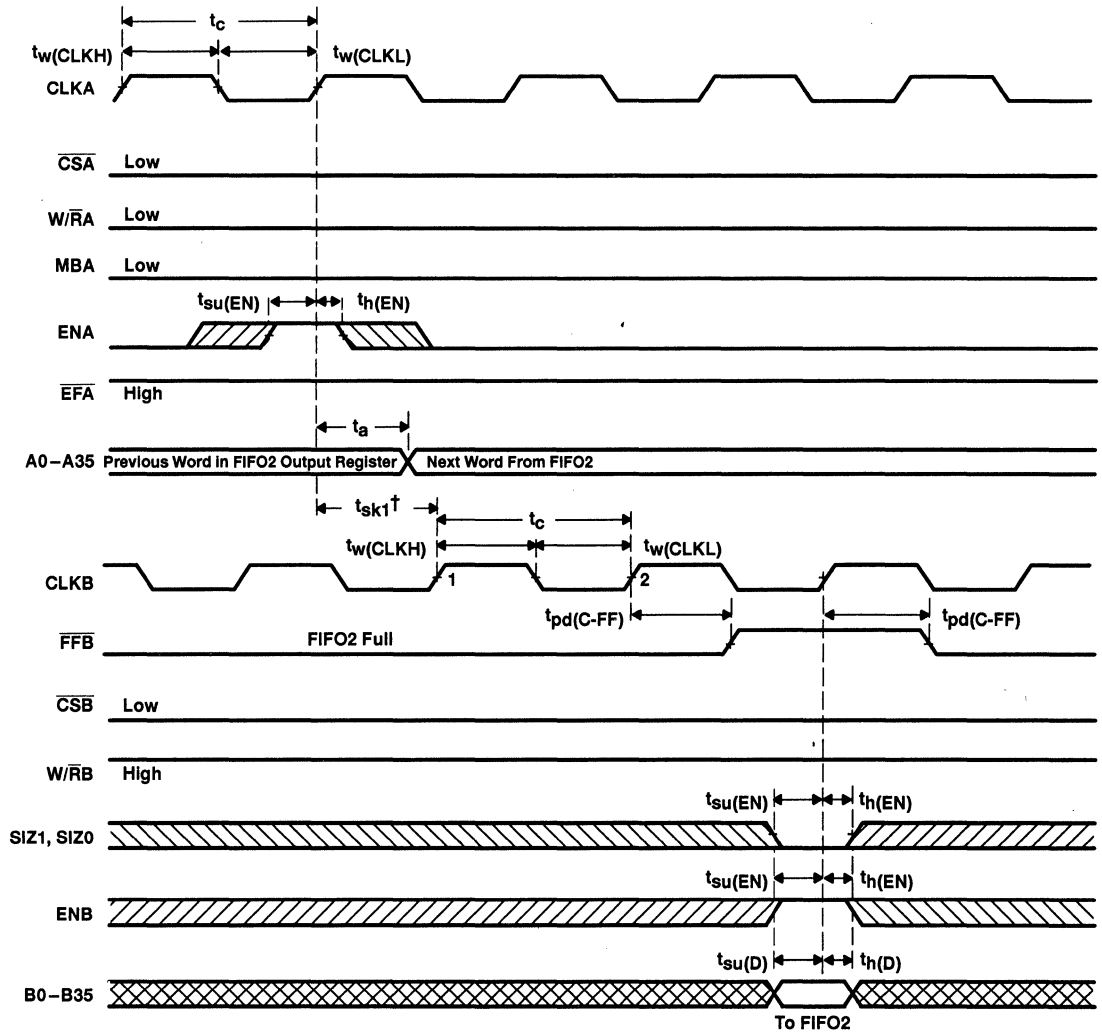 tc
tw(CLKH) tw(CLKL)
CLKA
CSA Low
W/RA Low
MBA Low
tsu(EN) th(EN)
ENA
EFA High
ta
A0–A35 Previous Word in FIFO2 Output Register Next Word From FIFO2
tsk1†
tc
tw(CLKH) tw(CLKL)
CLKB 1 2
tpd(C-FF) tpd(C-FF)
FFB FIFO2 Full
CSB Low
W/RB High
tsu(EN) th(EN)
SIZ1, SIZ0
tsu(EN) th(EN)
ENB
tsu(D) th(D)
B0–B35
To FIFO2